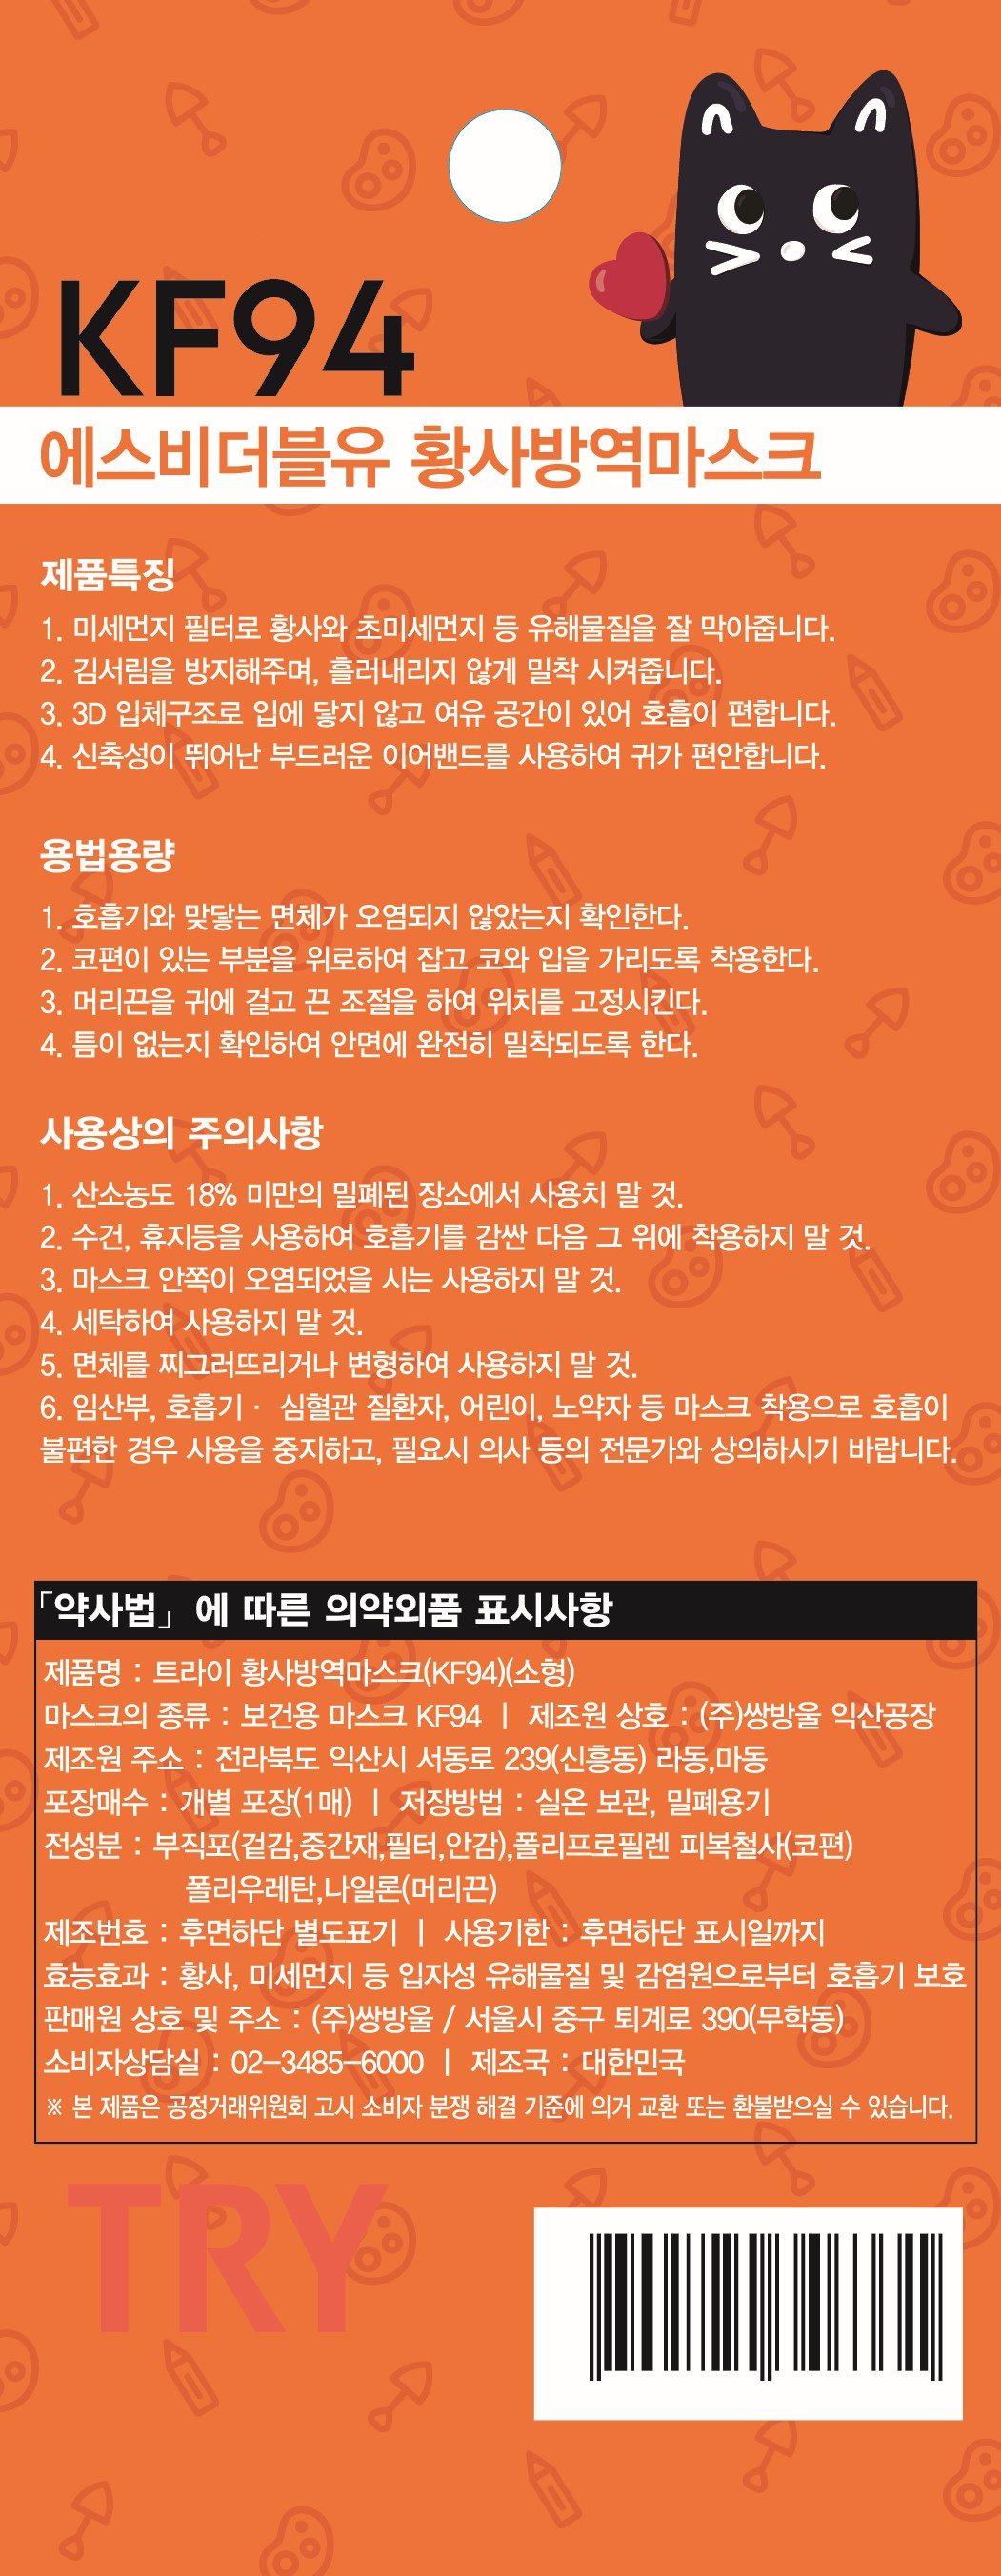 KF94
에스비더블유 황사방역마스크
제품특징
1. 미세먼지 필터로 황사와 초미세먼지 등 유해물질을 잘 막아줍니다.
2. 김서림을 방지해주며, 흘러내리지 않게 밀착 시켜줍니다.
3. 3D 입체구조로 입에 닿지 않고 여유 공간이 있어 호흡이 편합니다.
4. 신축성이 뛰어난 부드러운 이어밴드를 사용하여 귀가 편안합니다.
용법용량
1. 호흡기와 맞닿는 면체가 오염되지 않았는지 확인한다.
2. 코편이 있는 부분을 위로하여 잡고 코와 입을 가리도록 착용한다.
3. 머리끈을 귀에 걸고 끈 조절을 하여 위치를 고정시킨다.
4. 틈이 없는지 확인하여 안면에 완전히 밀착되도록 한다.
사용상의 주의사항
1. 산소농도 18% 미만의 밀폐된 장소에서 사용치 말 것.
2. 수건, 휴지등을 사용하여 호흡기를 감싼 다음 그 위에 착용하지 말 것.
3. 마스크 안쪽이 오염되었을 시는 사용하지 말 것.
4. 세탁하여 사용하지 말 것.
5. 면체를 찌그러뜨리거나 변형하여 사용하지 말 것.
6. 임산부, 호흡기 · 심혈관 질환자, 어린이, 노약자 등 마스크 착용으로 호흡이
불편한 경우 사용을 중지하고, 필요시 의사 등의 전문가와 상의하시기 바랍니다.
「약사법」 에 따른 의약외품 표시사항
제품명 : 트라이 황사방역마스크(KF94)(소형)
마스크의 종류 : 보건용 마스크 KF94 | 제조원 상호 : (주)쌍방울 익산공장
제조원 주소 : 전라북도 익산시 서동로 239(신흥동) 라동,마동
포장매수 : 개별 포장(1매) | 저장방법 : 실온 보관, 밀폐용기
전성분 : 부직포(겉감,중간재,필터,안감),폴리프로필렌 피복철사(코편)
폴리우레탄,나일론(머리끈)
제조번호 : 후면하단 별도표기 | 사용기한 : 후면하단 표시일까지
효능효과 : 황사, 미세먼지 등 입자성 유해물질 및 감염원으로부터 호흡기 보호
판매원 상호 및 주소 : (주)쌍방울 / 서울시 중구 퇴계로 390(무학동)
소비자상담실 : 02-3485-6000 | 제조국 : 대한민국
※ 본 제품은 공정거래위원회 고시 소비자 분쟁 해결 기준에 의거 교환 또는 환불받으실 수 있습니다.
TRY